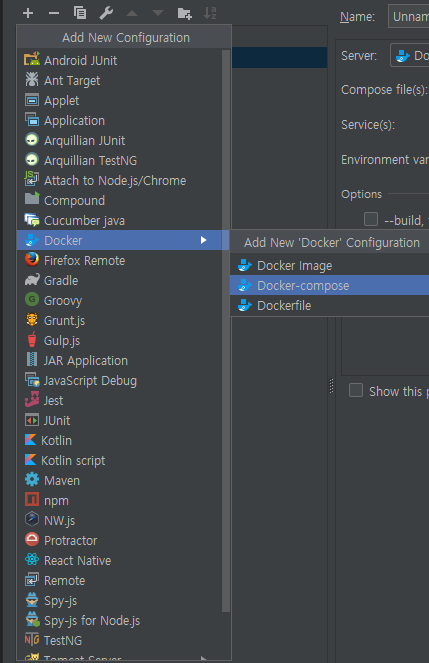 Name:
Unnam
Add New Configuration
Android JUnit
Ant Target
Applet
Application
Arquillian JUnit
Arquillian TestNG
Attach to Node.js/Chrome
Compound
Cucumber java
Docker
Firefox Remote
Gradle
Groovy
Grunt.js
Gulp.js
JAR Application
JavaScript Debug
Jest
JUnit
Kotlin
Kotlin script
Maven
npm
NW.js
Protractor
React Native
Remote
Spy-js
Spy-js for Node.js
TestNG
Tomcat Server
Add New 'Docker' Configuration
Docker Image
Docker-compose
Dockerfile
Server:
Do
Compose file(s):
Service(s):
Environment var
Options
--build,
Show this p